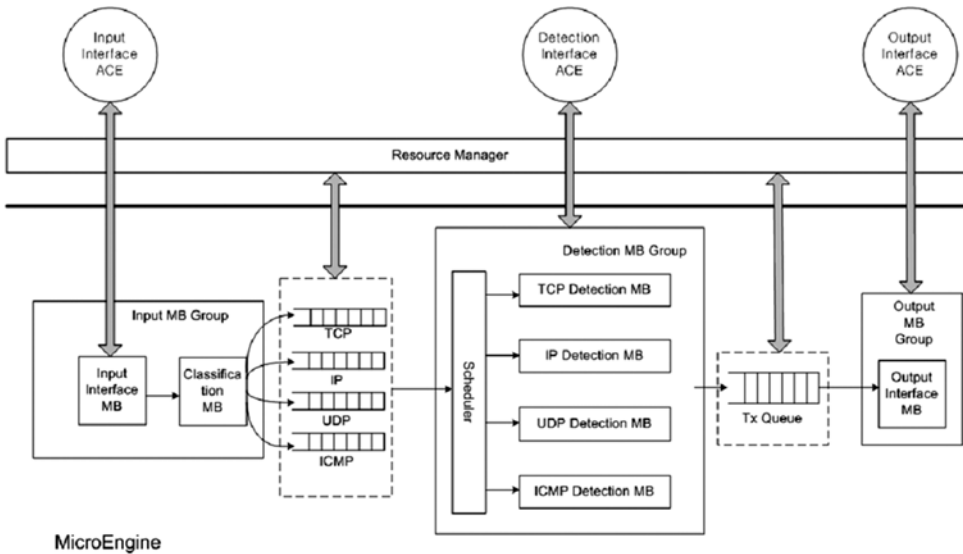 Input
Interface
ACE
Detection
Interface
ACE
Output
Interface
ACE
Resource Manager
Input MB Group
Input
Interface
MB
Classifica
tion
MB
TCP
IP
UDP
ICMP
Detection MB Group
Scheduler
TCP Detection MB
IP Detection MB
UDP Detection MB
ICMP Detection MB
Tx Queue
Output
MB
Group
Output
Interface
MB
MicroEngine